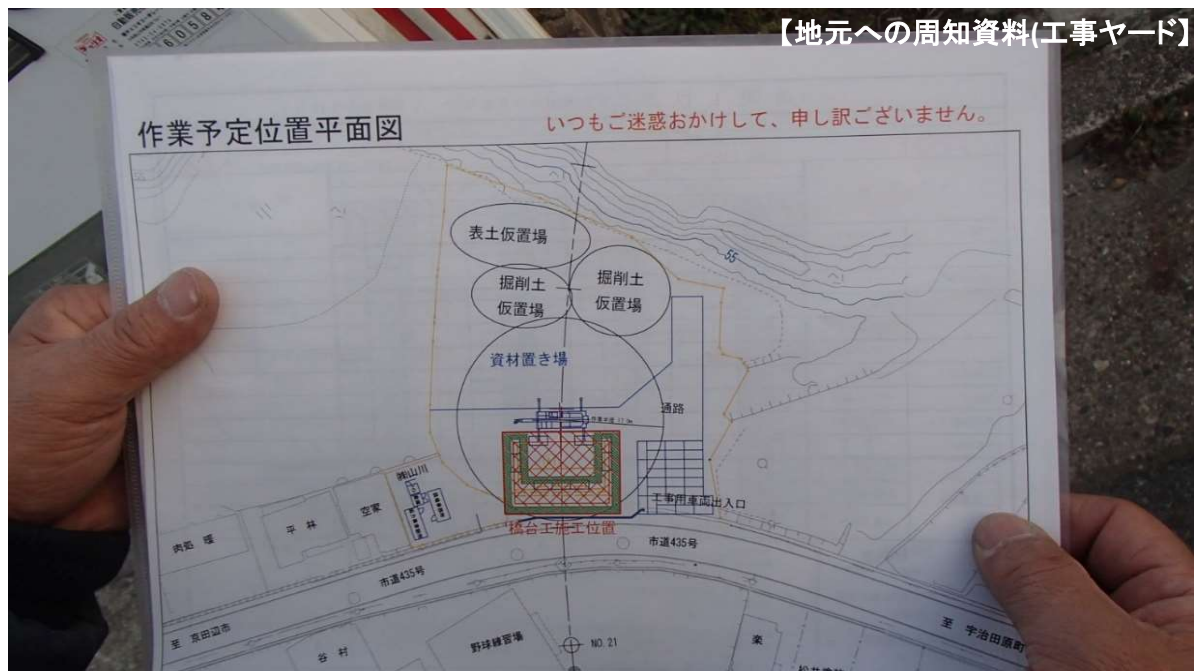 【地元への周知資料(工事ヤード】
6058
作業予定位置平面図
いつもご迷惑おかけして、申し訳ございません。
表土仮置場
55
掘削土
仮置場
掘削土
仮置場
資材置き場
通路
㈱山川
工事用車両出入口
空家
平林
橋台工施工位置
市道435号
市道435号
至 京田辺市
至 宇治田原町
谷村
野球練習場
NO.21
楽